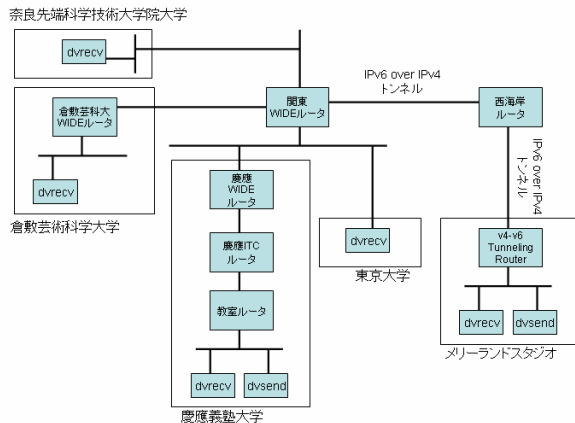 奈良先端科学技術大学院大学
dvrecv
IPv6 over IPv4
トンネル
関東
WIDEルータ
西海岸
ルータ
倉敷芸科大
WIDEルータ
dvrecv
倉敷芸術科学大学
IPv6 over IPv4
トンネル
慶應
WIDE
ルータ
慶應ITC
ルータ
教室ルータ
dvrecv
dvsend
慶應義塾大学
dvrecv
東京大学
v4-v6
Tunneling
Router
dvrecv
dvsend
メリーランドスタジオ